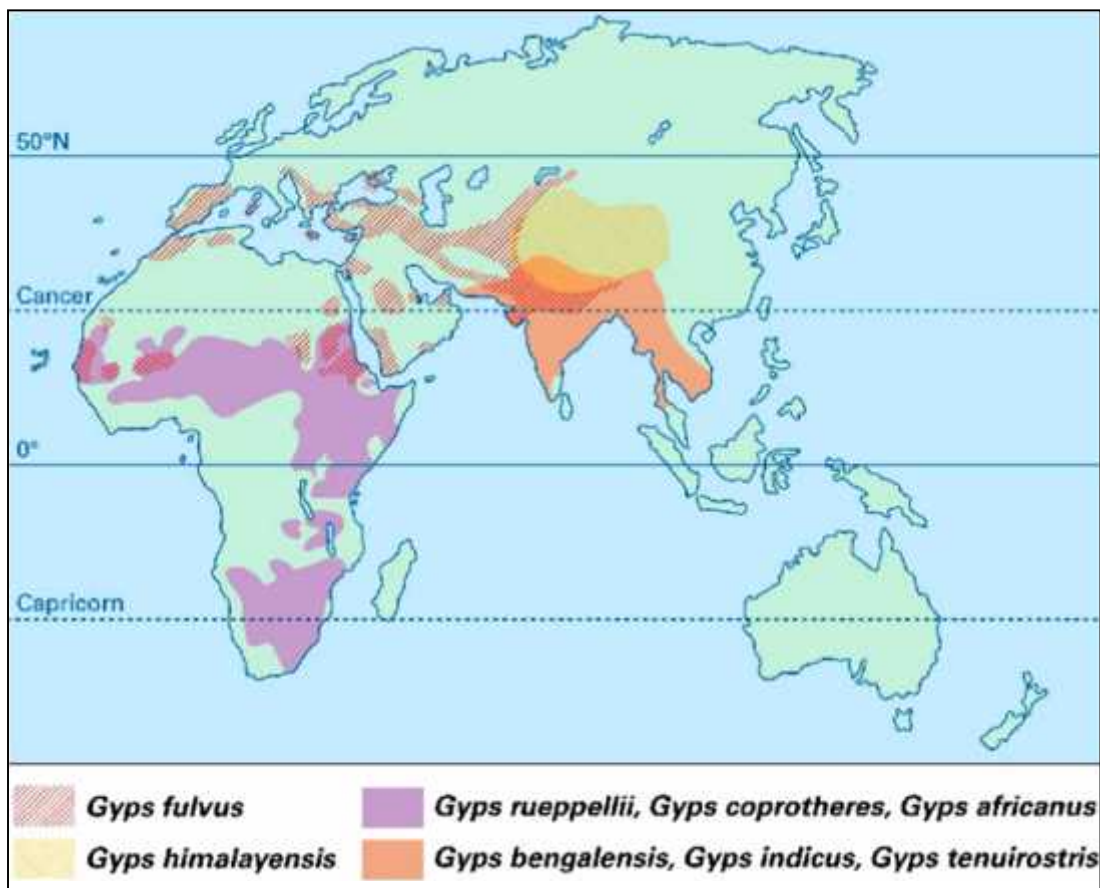 50°N
Cancer
0°
Capricorn
Gyps fulvus
Gyps rueppellii, Gyps coprotheres, Gyps africanus
Gyps himalayensis
Gyps bengalensis, Gyps indicus, Gyps tenuirostris